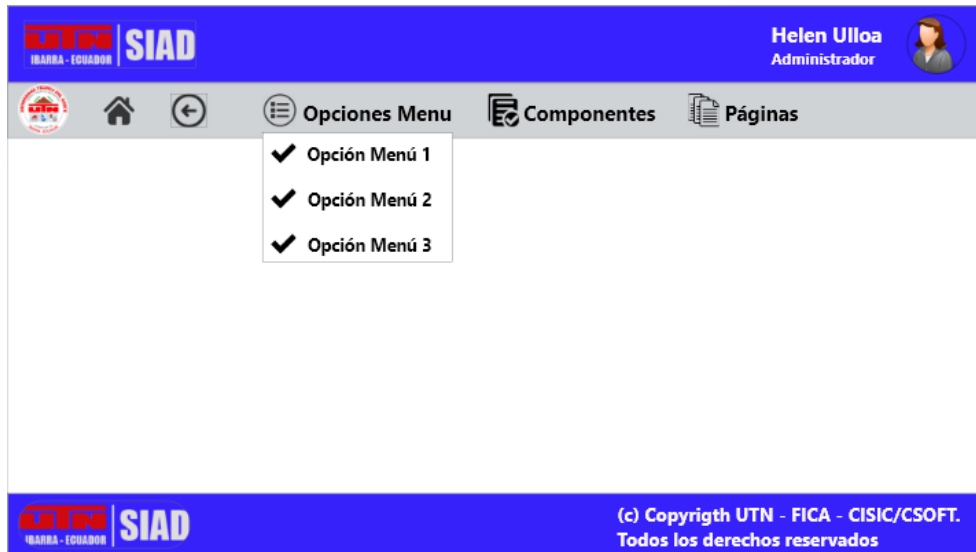 UTN
IBARRA - ECUADOR
SIAD
Helen Ulloa
Administrador
UTN
Opciones Menu
Componentes
Páginas
Opción Menú 1
Opción Menú 2
Opción Menú 3
UTN
IBARRA - ECUADOR
SIAD
(c) Copyrigth UTN - FICA - CISIC/CSOFT.
Todos los derechos reservados